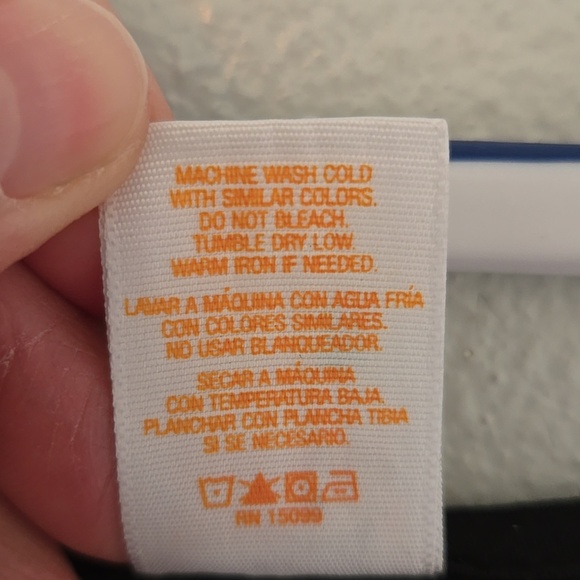 MACHINE WASH COLD
WITH SIMILAR COLORS.
DO NOT BLEACH.
TUMBLE DRY LOW.
WARM IRON IF NEEDED.
LAVAR A MÁQUINA CON AGUA FRÍA
CON COLORES SIMILARES.
NO USAR BLANQUEADOR.
SECAR A MÁQUINA
CON TEMPERATURA BAJA.
PLANCHAR CON PLANCHA TIBIA
SI SE NECESARIO.
RN 15099